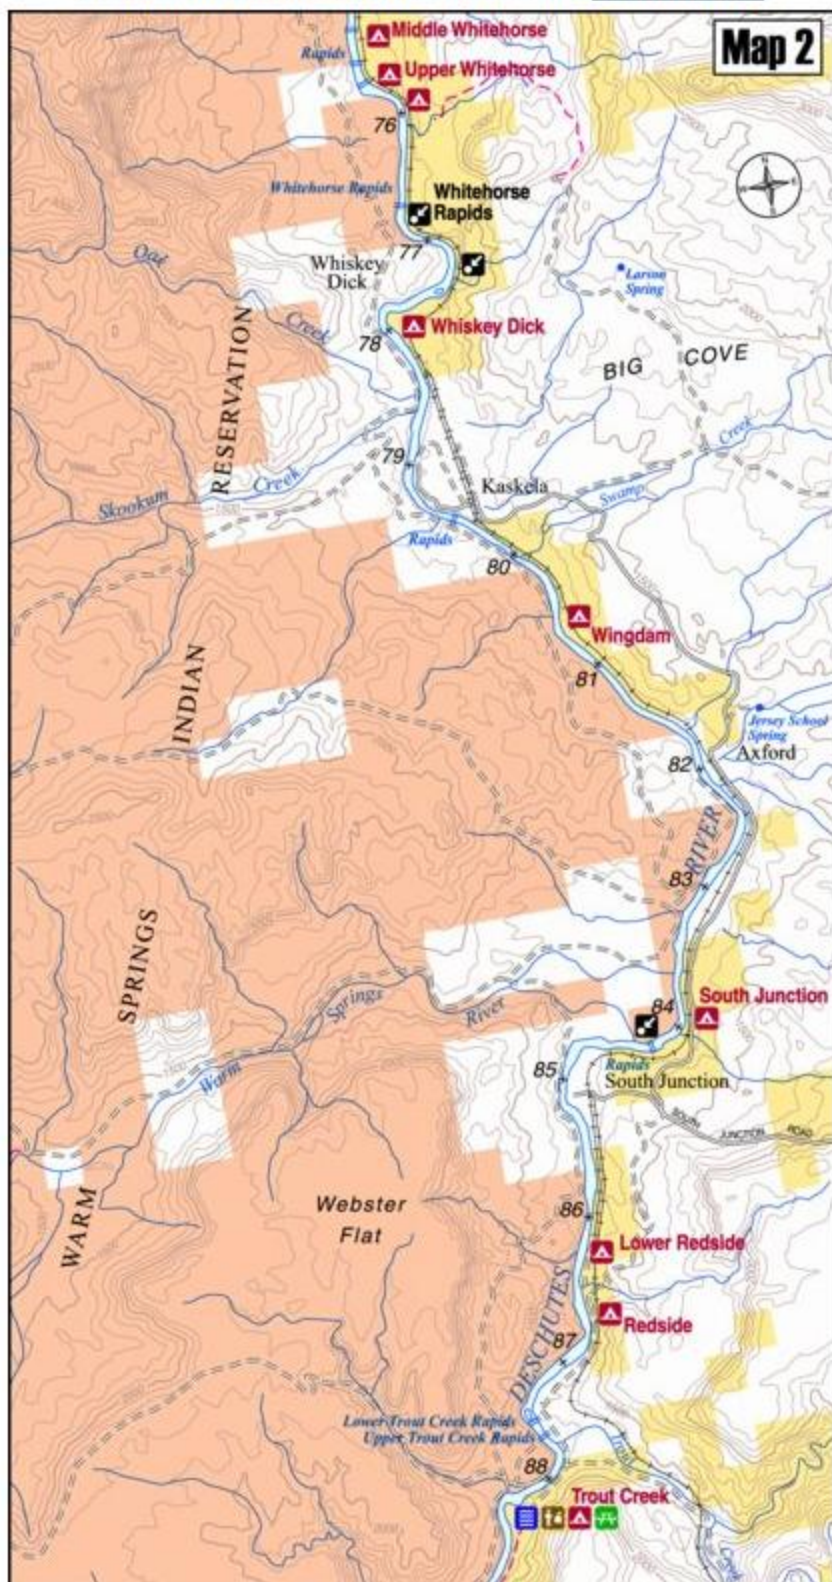 Map 2
Middle Whitehorse
Rapids
Upper Whitehorse
76
Whitehorse Rapids
Whitehorse
Rapids
77
Whiskey
Dick
Oak
Creek
Larson
Spring
Whiskey Dick
78
BIG COVE
RESERVATION
79
Skookum
Creek
Kaskela
Swamp
Creek
Rapids
80
Wingdam
81
INDIAN
Jersey School
Spring
Axford
82
RIVER
83
SPRINGS
Springs
River
84
South Junction
Rapids
South Junction
85
Warm
SOUTH JUNCTION ROAD
WARM
Webster
Flat
86
Lower Redside
DESCHUTES
Redside
87
Lower Trout Creek Rapids
Upper Trout Creek Rapids
Trout
88
Trout Creek
Creek